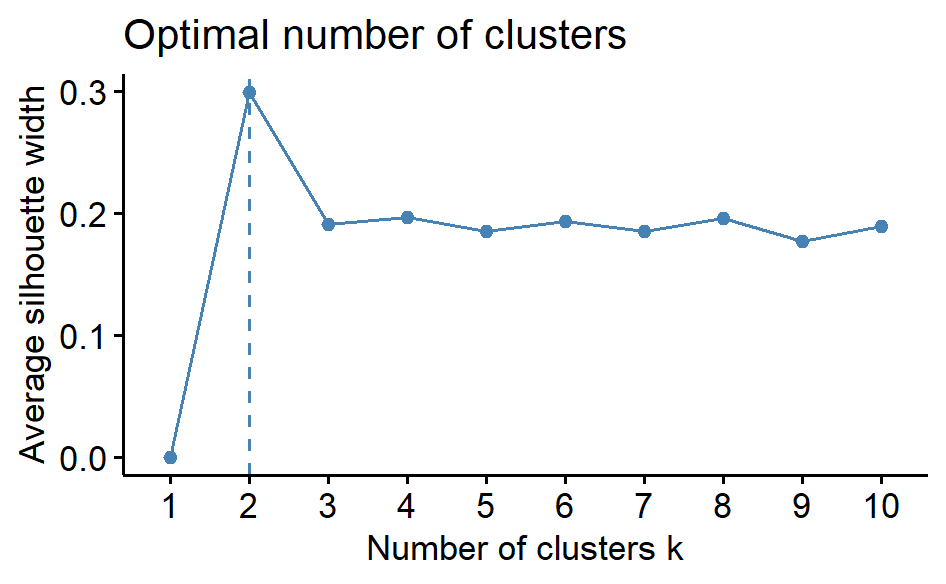 Optimal number of clusters
Average silhouette width
0.3
0.2
0.1
0.0
1 2 3 4 5 6 7 8 9 10
Number of clusters k